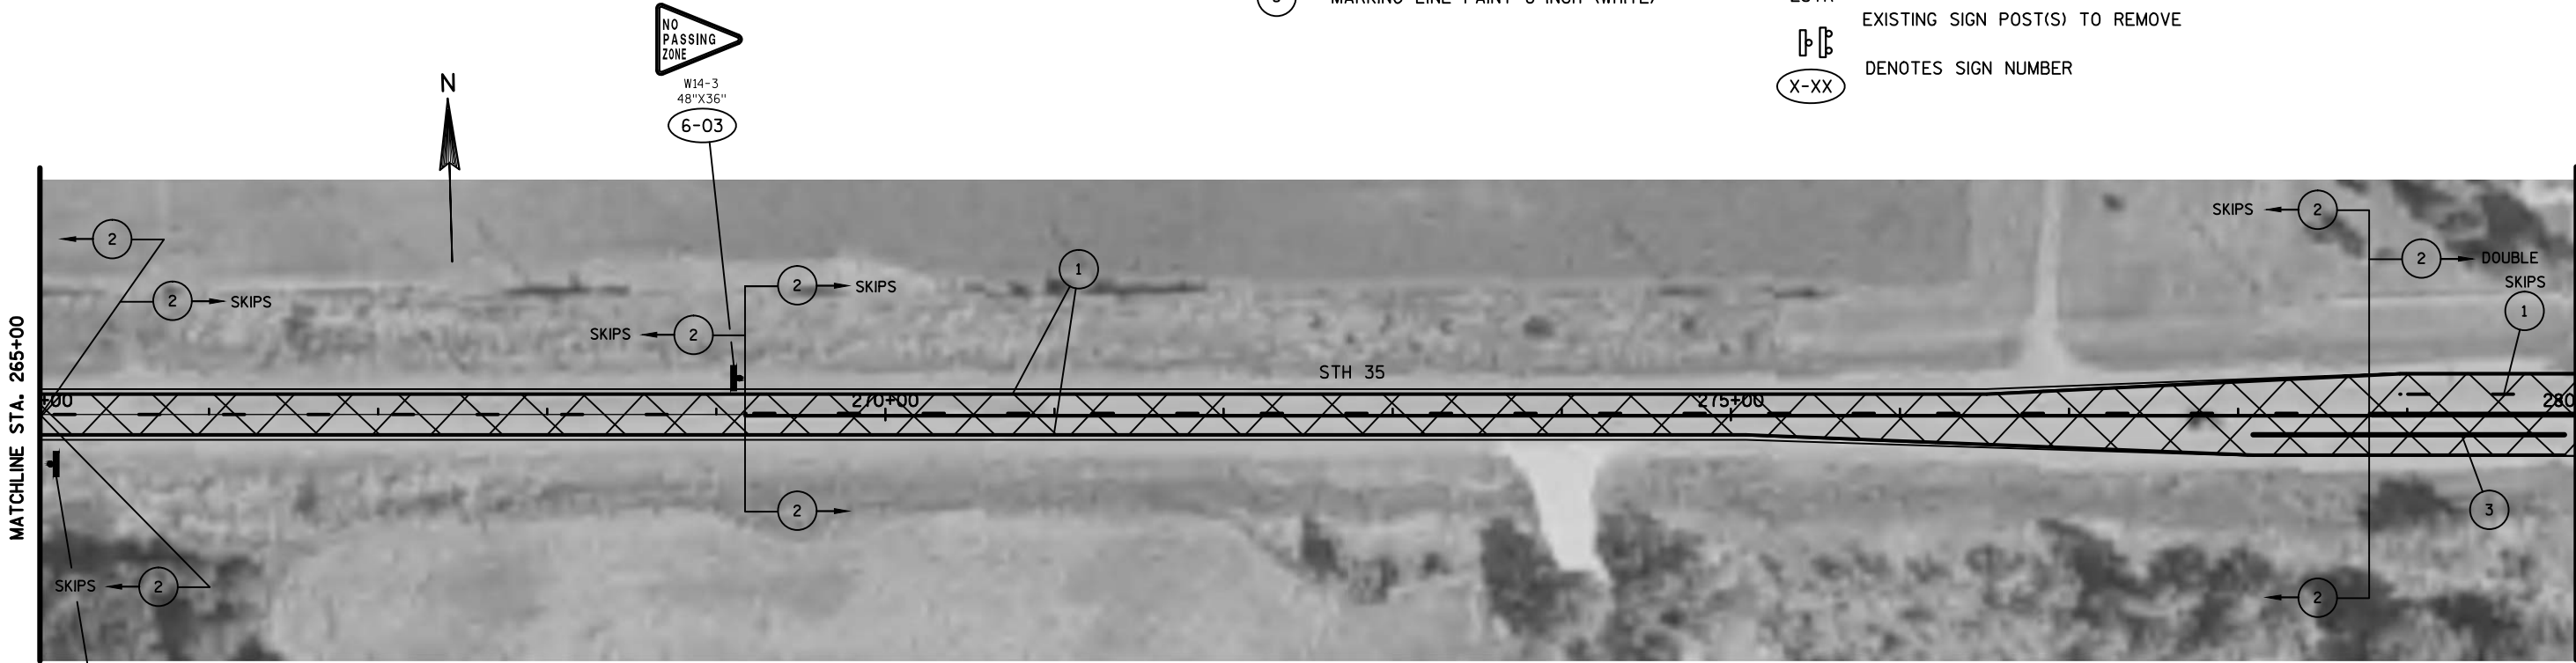 MARKING LINE PAINT 8-INCH (WHITE)
EXISTING SIGN POST(S) TO REMOVE
X-XX DENOTES SIGN NUMBER
NO
PASSING
ZONE
W14-3
48"X36"
6-03
N
MATCHLINE STA. 265+00
2
2 SKIPS
SKIPS 2
2 SKIPS
SKIPS 2
2
1
STH 35
+00
270+00
275+00
280
SKIPS 2
2 DOUBLE
SKIPS
1
3
2